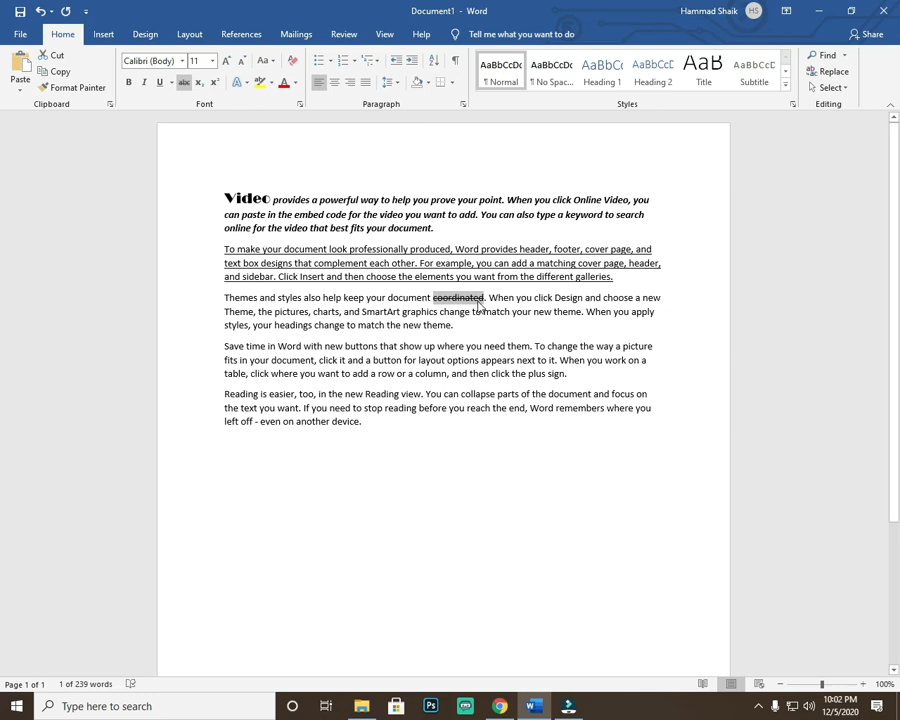 Document1 - Word
Hammad Shaik
HS
File Home Insert Design Layout References Mailings Review View Help Tell me what you want to do
Share
Cut
Copy
Format Painter
Paste
Clipboard
Calibri (Body) 11
Font
Paragraph
AaBbCcDc AaBbCcDc AaBbCc AaBbCcC AaB AaBbCcD
¶ Normal ¶ No Spac... Heading 1 Heading 2 Title Subtitle
Styles
Find
Replace
Select
Editing
Video provides a powerful way to help you prove your point. When you click Online Video, you
can paste in the embed code for the video you want to add. You can also type a keyword to search
online for the video that best fits your document.
To make your document look professionally produced, Word provides header, footer, cover page, and
text box designs that complement each other. For example, you can add a matching cover page, header,
and sidebar. Click Insert and then choose the elements you want from the different galleries.
Themes and styles also help keep your document coordinated. When you click Design and choose a new
Theme, the pictures, charts, and SmartArt graphics change to match your new theme. When you apply
styles, your headings change to match the new theme.
Save time in Word with new buttons that show up where you need them. To change the way a picture
fits in your document, click it and a button for layout options appears next to it. When you work on a
table, click where you want to add a row or a column, and then click the plus sign.
Reading is easier, too, in the new Reading view. You can collapse parts of the document and focus on
the text you want. If you need to stop reading before you reach the end, Word remembers where you
left off - even on another device.
Page 1 of 1 1 of 239 words
100%
Type here to search
10:02 PM
12/5/2020